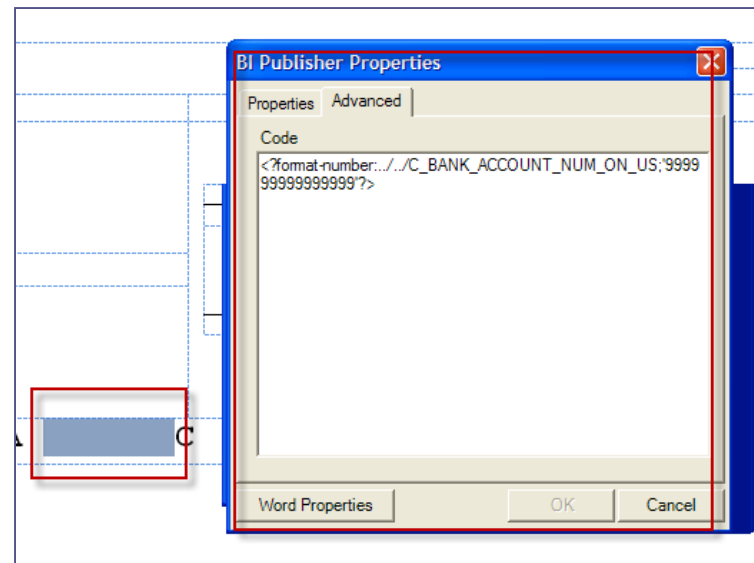 BI Publisher Properties
Properties Advanced
Code
<?format-number:../../C_BANK_ACCOUNT_NUM_ON_US;'9999
99999999999'?>
C
Word Properties OK Cancel